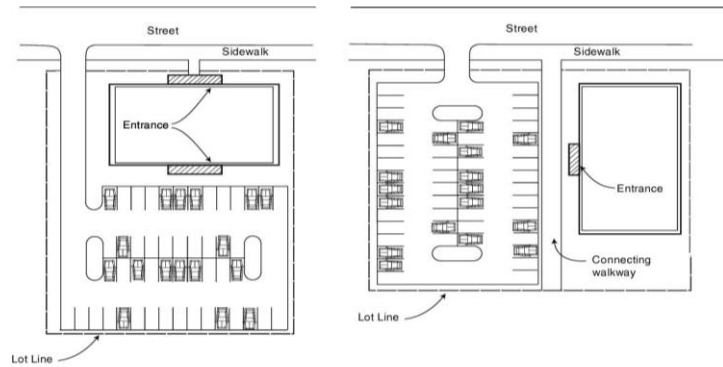 Street
Sidewalk
Entrance
Lot Line
Street
Sidewalk
Entrance
Connecting
walkway
Lot Line